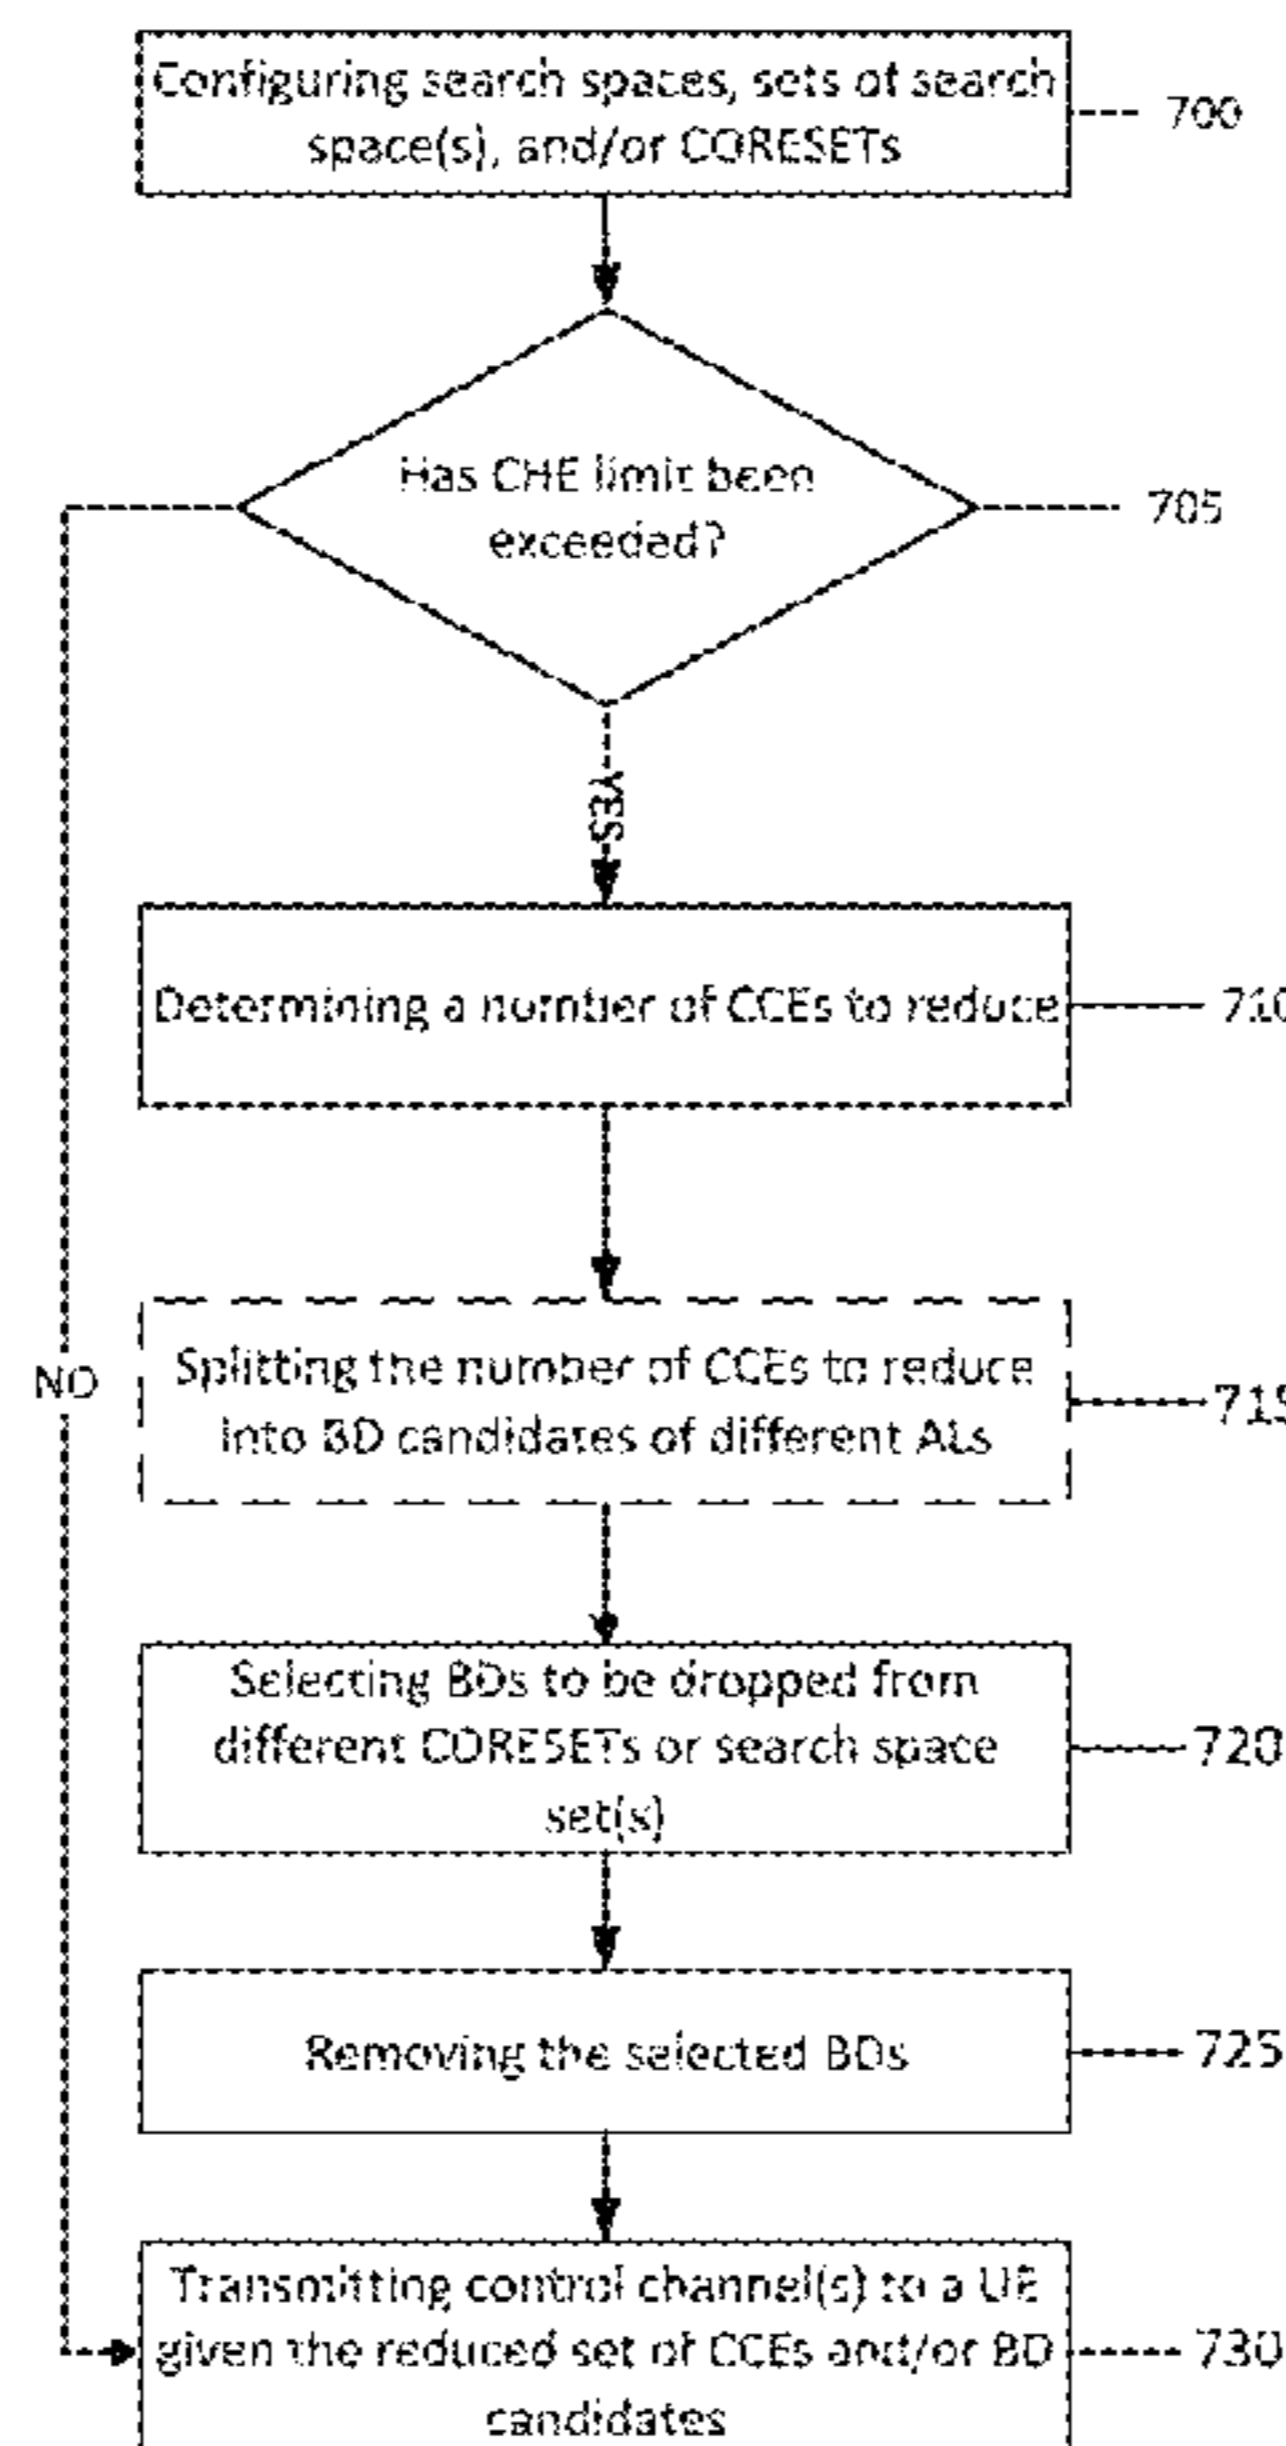 Configuring search spaces, sets of search
space(s), and/or CORESETs
700
Has CHE limit been
exceeded?
705
YES
Determining a number of CCEs to reduce
710
NO
Splitting the number of CCEs to reduce
into BD candidates of different ALs
715
Selecting BDs to be dropped from
different CORESETs or search space
set(s)
720
Removing the selected BDs
725
Transmitting control channel(s) to a UE
given the reduced set of CCEs and/or BD
candidates
730